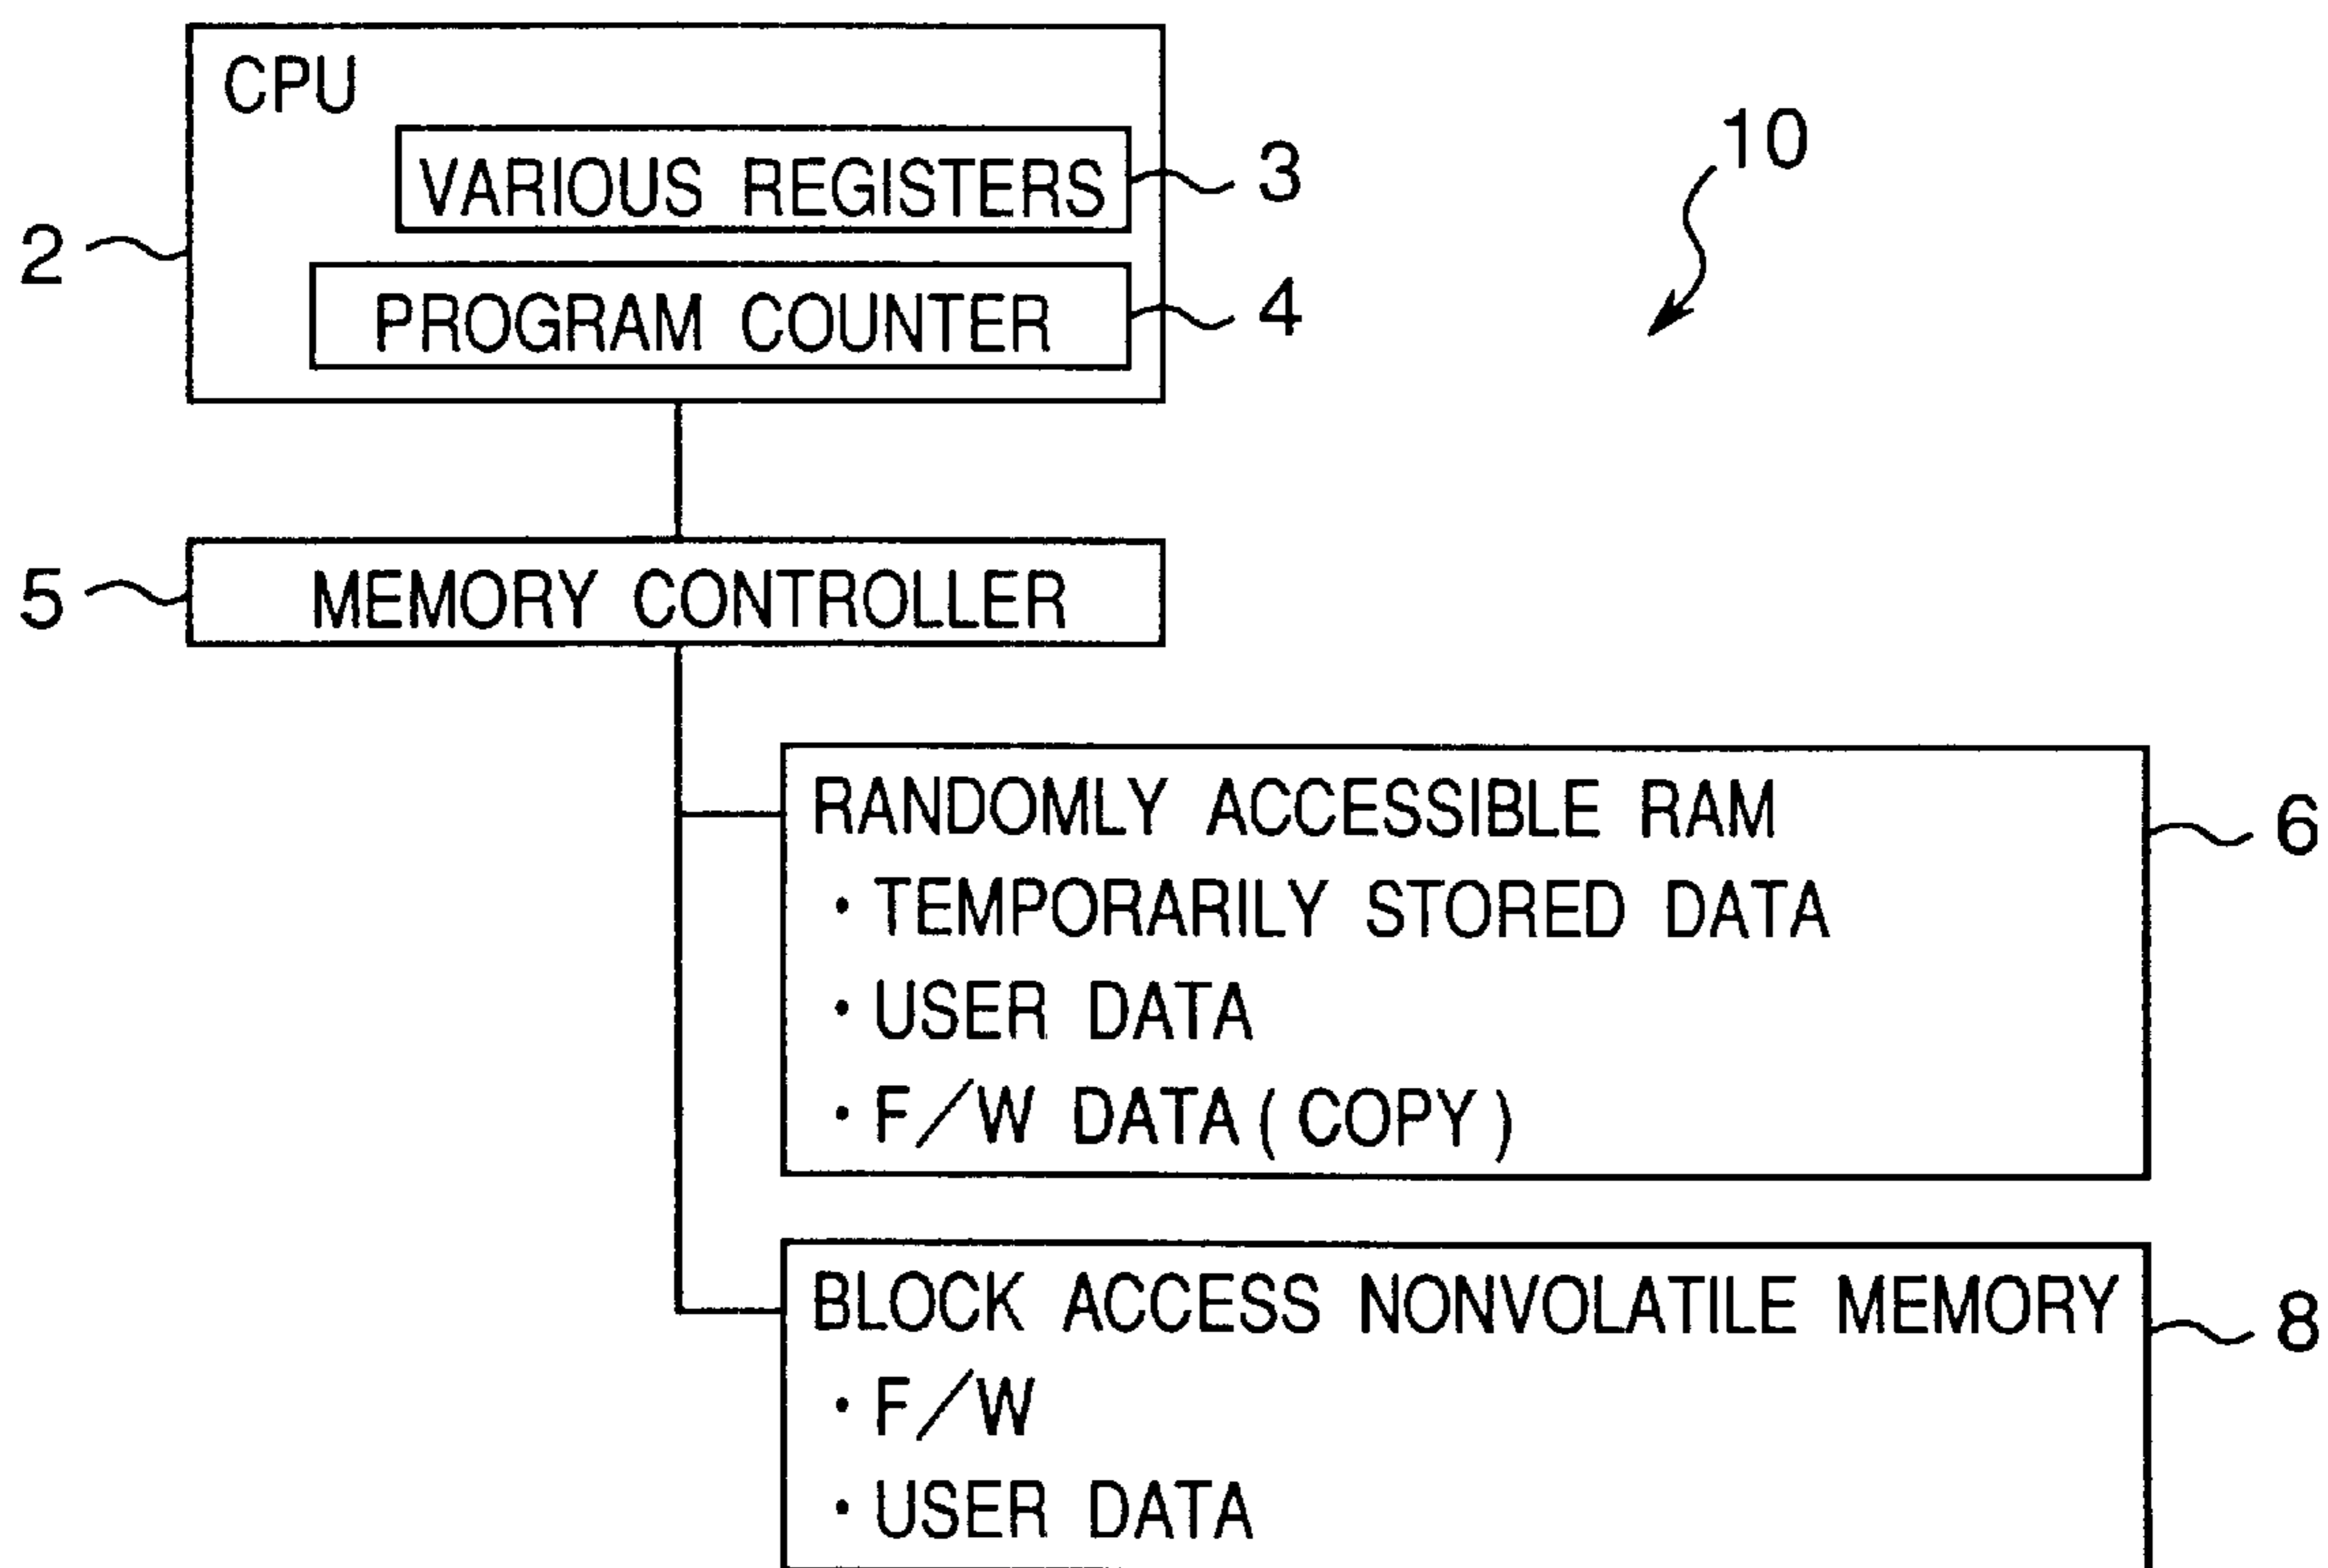 CPU
VARIOUS REGISTERS 3
10
2
PROGRAM COUNTER 4
5 MEMORY CONTROLLER
RANDOMLY ACCESSIBLE RAM 6
・TEMPORARILY STORED DATA
・USER DATA
・F/W DATA(COPY)
BLOCK ACCESS NONVOLATILE MEMORY 8
・F/W
・USER DATA